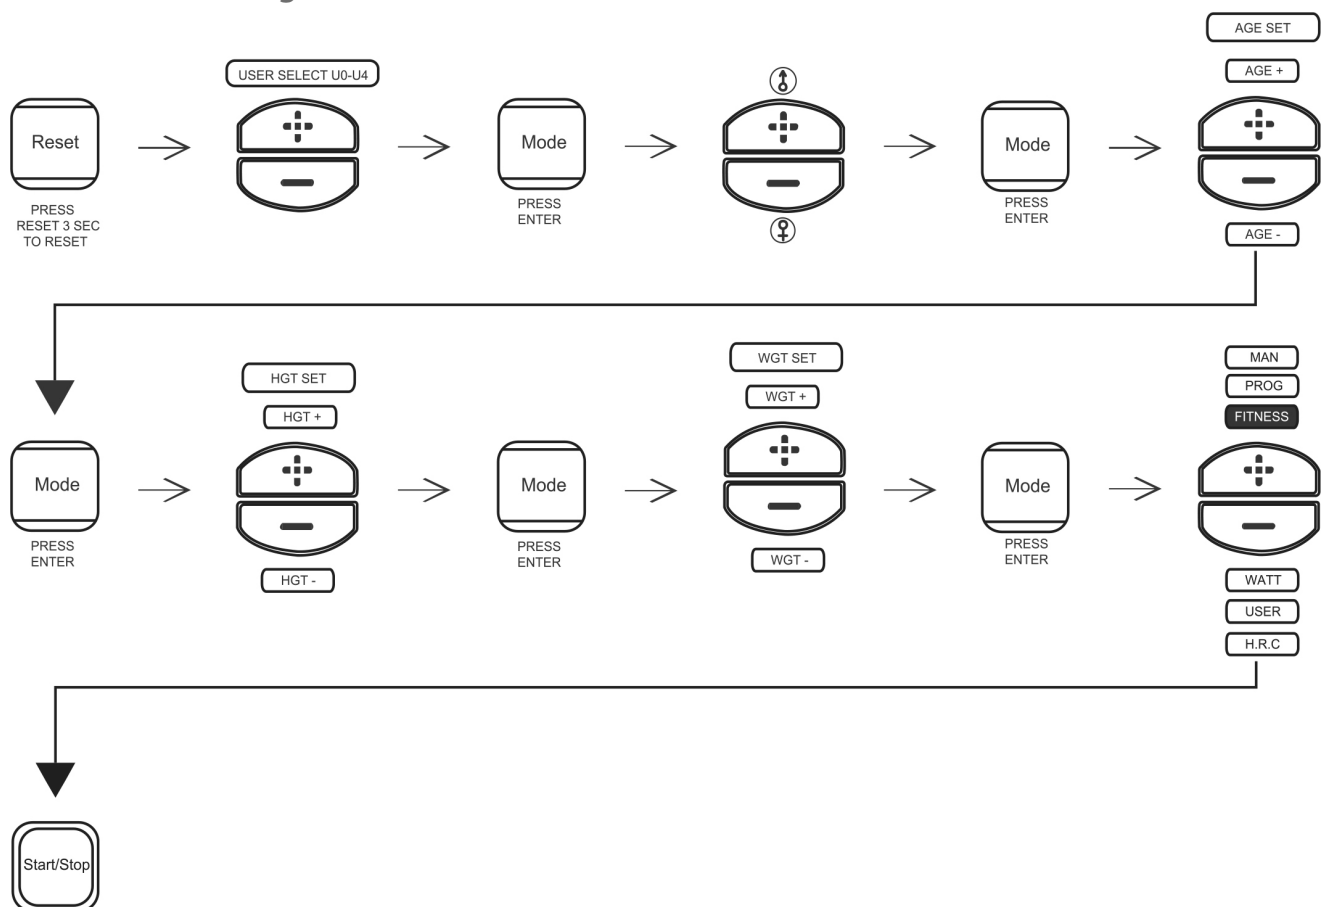 AGE SET
USER SELECT U0-U4
AGE +
Reset
Mode
Mode
PRESS
RESET 3 SEC
TO RESET
PRESS
ENTER
PRESS
ENTER
AGE -
HGT SET
HGT +
WGT SET
WGT +
MAN
PROG
FITNESS
Mode
Mode
Mode
PRESS
ENTER
HGT -
PRESS
ENTER
WGT -
PRESS
ENTER
WATT
USER
H.R.C
Start/Stop